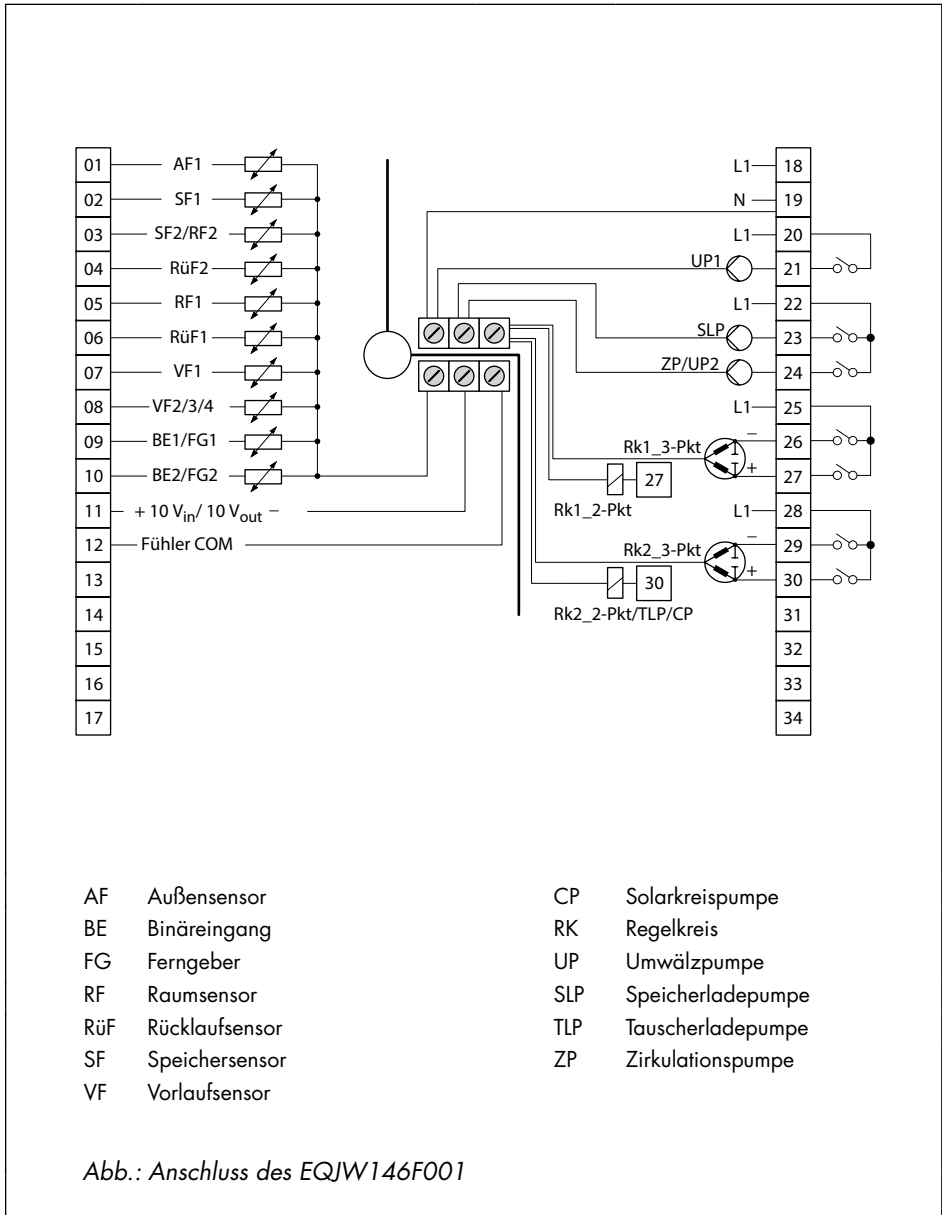 01 AF1
02 SF1
03 SF2/RF2
04 RüF2
05 RF1
06 RüF1
07 VF1
08 VF2/3/4
09 BE1/FG1
10 BE2/FG2
11 + 10 Vin/ 10 Vout –
12 Fühler COM
13
14
15
16
17
L1 18
N 19
L1 20
UP1 21
L1 22
SLP 23
ZP/UP2 24
L1 25
Rk1_3-Pkt – 26
+ 27
27
Rk1_2-Pkt
L1 28
Rk2_3-Pkt – 29
+ 30
30
Rk2_2-Pkt/TLP/CP
31
32
33
34
AF Außensensor
BE Binäreingang
FG Ferngeber
RF Raumsensor
RüF Rücklaufsensor
SF Speichersensor
VF Vorlaufsensor
CP Solarkreispumpe
RK Regelkreis
UP Umwälzpumpe
SLP Speicherladepumpe
TLP Tauscherladepumpe
ZP Zirkulationspumpe
Abb.: Anschluss des EQJW146F001